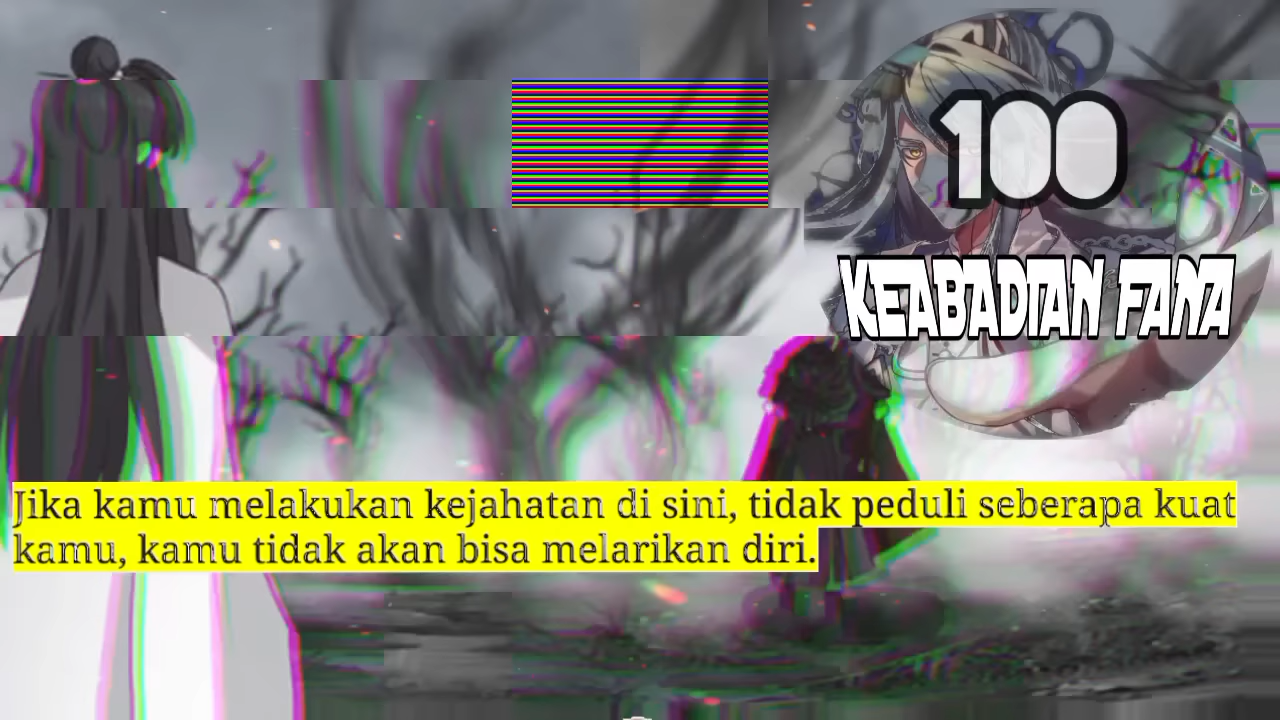 100
KEABADIAN FANA
Jika kamu melakukan kejahatan di sini, tidak peduli seberapa kuat
kamu, kamu tidak akan bisa melarikan diri.